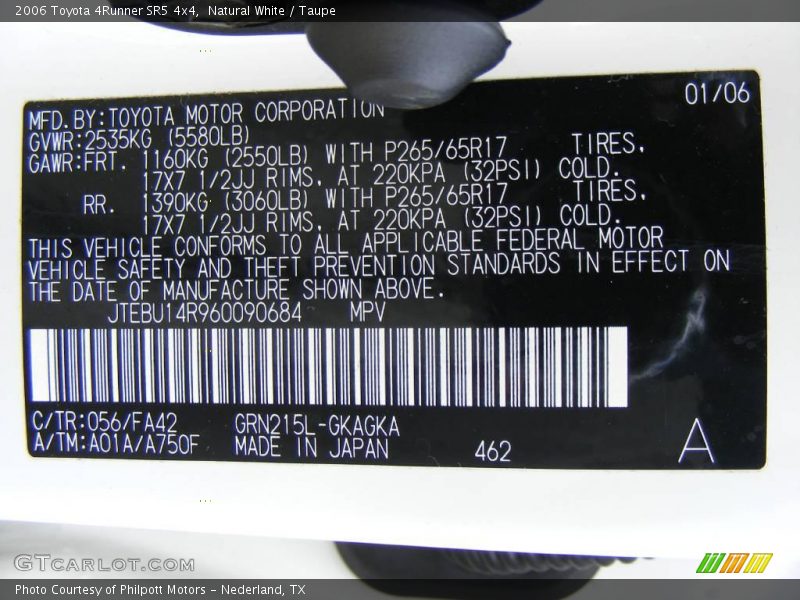 2006 Toyota 4Runner SR5 4x4,  Natural White / Taupe
01/06
MFD.BY:TOYOTA MOTOR CORPORATION
GVWR:2535KG (5580LB)
GAWR:FRT. 1160KG (2550LB) WITH P265/65R17 TIRES,
17X7 1/2JJ RIMS, AT 220KPA (32PSI) COLD.
RR. 1390KG (3060LB) WITH P265/65R17 TIRES,
17X7 1/2JJ RIMS, AT 220KPA (32PSI) COLD.
THIS VEHICLE CONFORMS TO ALL APPLICABLE FEDERAL MOTOR
VEHICLE SAFETY AND THEFT PREVENTION STANDARDS IN EFFECT ON
THE DATE OF MANUFACTURE SHOWN ABOVE.
JTEBU14R960090684 MPV
C/TR:056/FA42 GRN215L-GKAGKA
A/TM:A01A/A750F MADE IN JAPAN 462 A
GTCARLOT.COM
Photo Courtesy of Philpott Motors - Nederland, TX